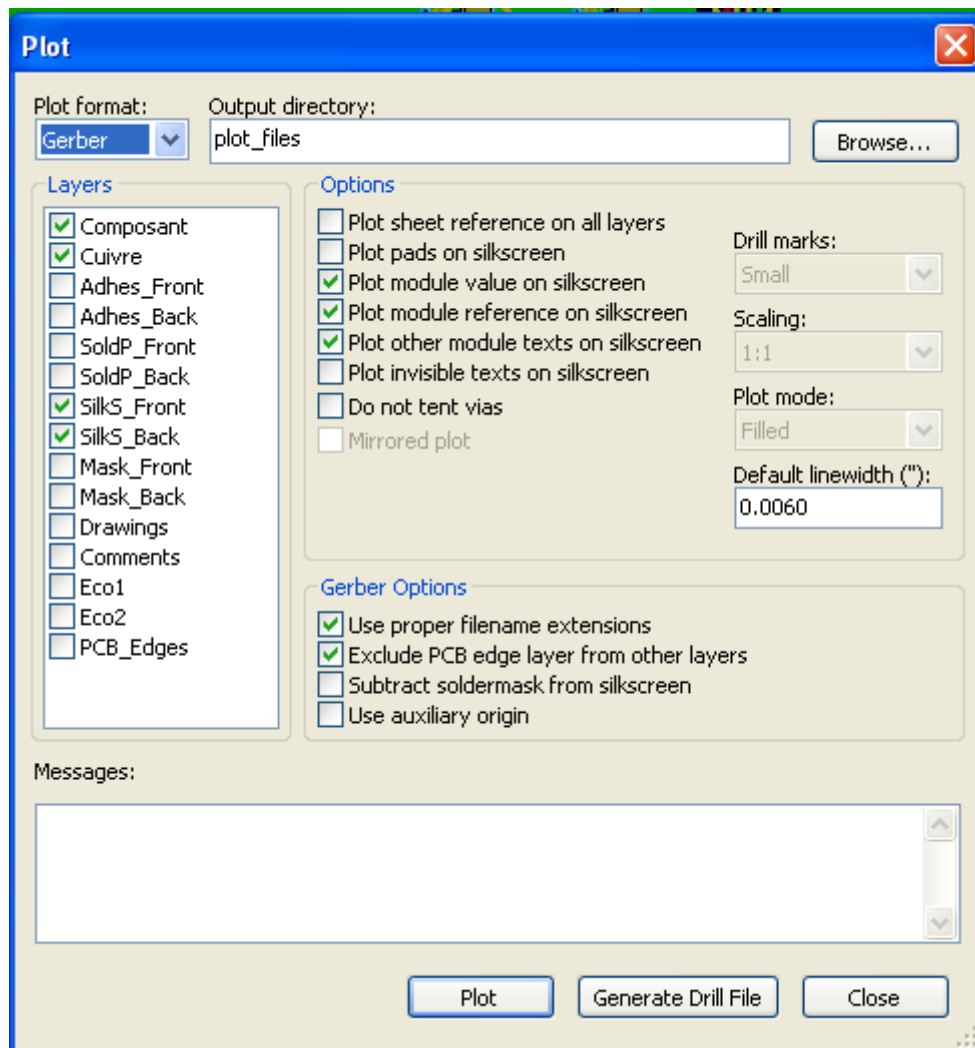 Plot
Plot format:
Output directory:
Gerber
plot_files
Browse...
Layers
Composant
Cuivre
Adhes_Front
Adhes_Back
SoldP_Front
SoldP_Back
SilkS_Front
SilkS_Back
Mask_Front
Mask_Back
Drawings
Comments
Eco1
Eco2
PCB_Edges
Options
Plot sheet reference on all layers
Plot pads on silkscreen
Plot module value on silkscreen
Plot module reference on silkscreen
Plot other module texts on silkscreen
Plot invisible texts on silkscreen
Do not tent vias
Mirrored plot
Drill marks:
Small
Scaling:
1:1
Plot mode:
Filled
Default linewidth ("):
0.0060
Gerber Options
Use proper filename extensions
Exclude PCB edge layer from other layers
Subtract soldermask from silkscreen
Use auxiliary origin
Messages:
Plot
Generate Drill File
Close